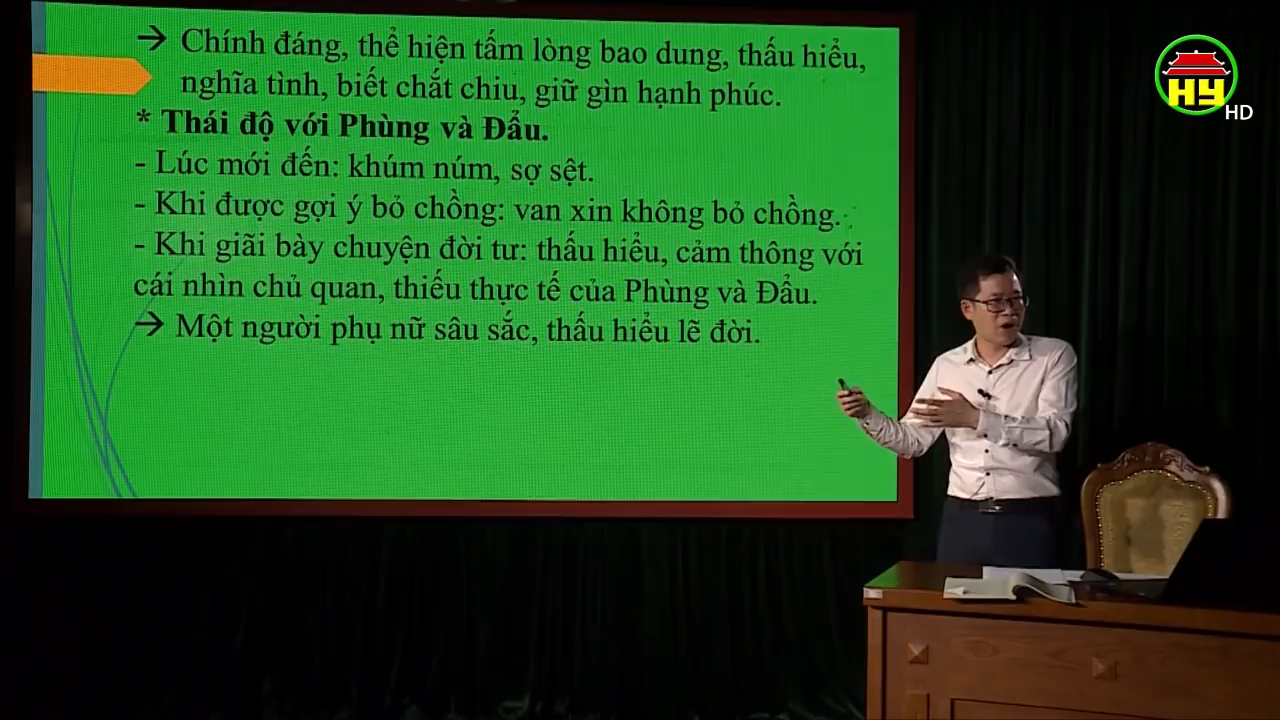 → Chính đáng, thể hiện tấm lòng bao dung, thấu hiểu,
nghĩa tình, biết chắt chiu, giữ gìn hạnh phúc.
* Thái độ với Phùng và Đẩu.
- Lúc mới đến: khúm núm, sợ sệt.
- Khi được gợi ý bỏ chồng: van xin không bỏ chồng.
- Khi giãi bày chuyện đời tư: thấu hiểu, cảm thông với
cái nhìn chủ quan, thiếu thực tế của Phùng và Đẩu.
→ Một người phụ nữ sâu sắc, thấu hiểu lẽ đời.
HY
HD